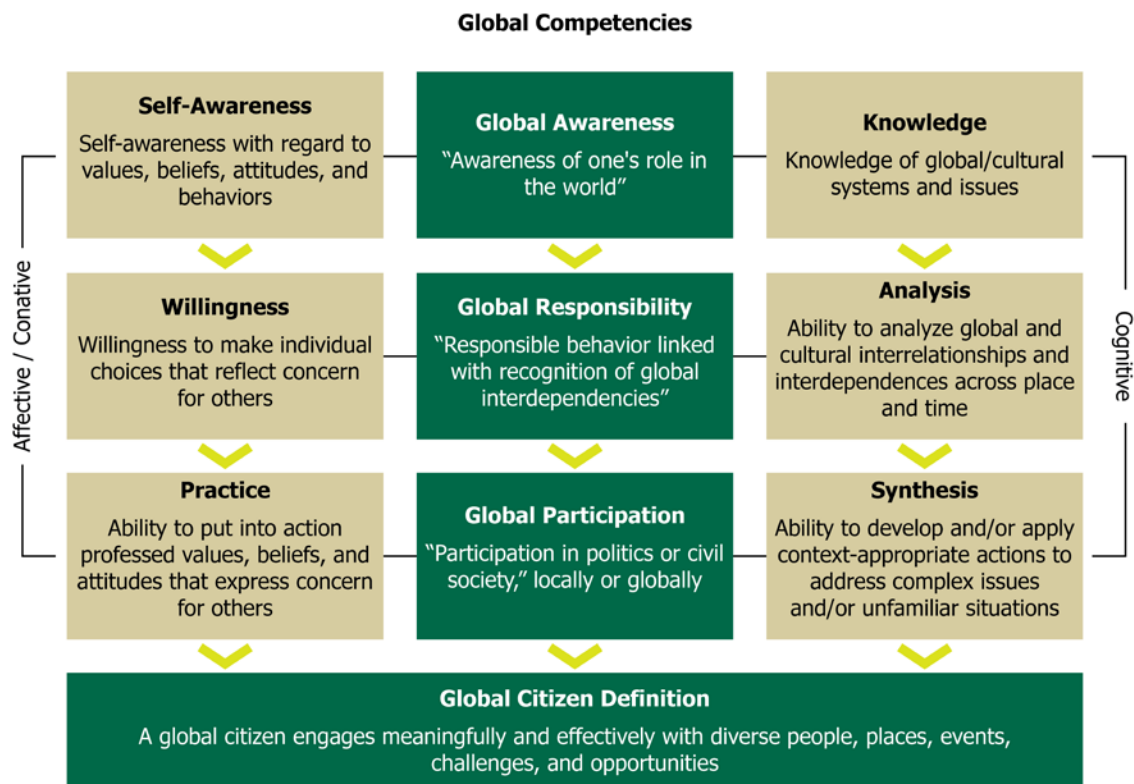 Global Competencies
Self-Awareness
Self-awareness with regard to
values, beliefs, attitudes, and
behaviors
Global Awareness
“Awareness of one's role in
the world”
Knowledge
Knowledge of global/cultural
systems and issues
Willingness
Willingness to make individual
choices that reflect concern
for others
Global Responsibility
“Responsible behavior linked
with recognition of global
interdependencies”
Analysis
Ability to analyze global and
cultural interrelationships and
interdependences across place
and time
Practice
Ability to put into action
professed values, beliefs, and
attitudes that express concern
for others
Global Participation
“Participation in politics or civil
society,” locally or globally
Synthesis
Ability to develop and/or apply
context-appropriate actions to
address complex issues
and/or unfamiliar situations
Affective / Conative
Cognitive
Global Citizen Definition
A global citizen engages meaningfully and effectively with diverse people, places, events,
challenges, and opportunities